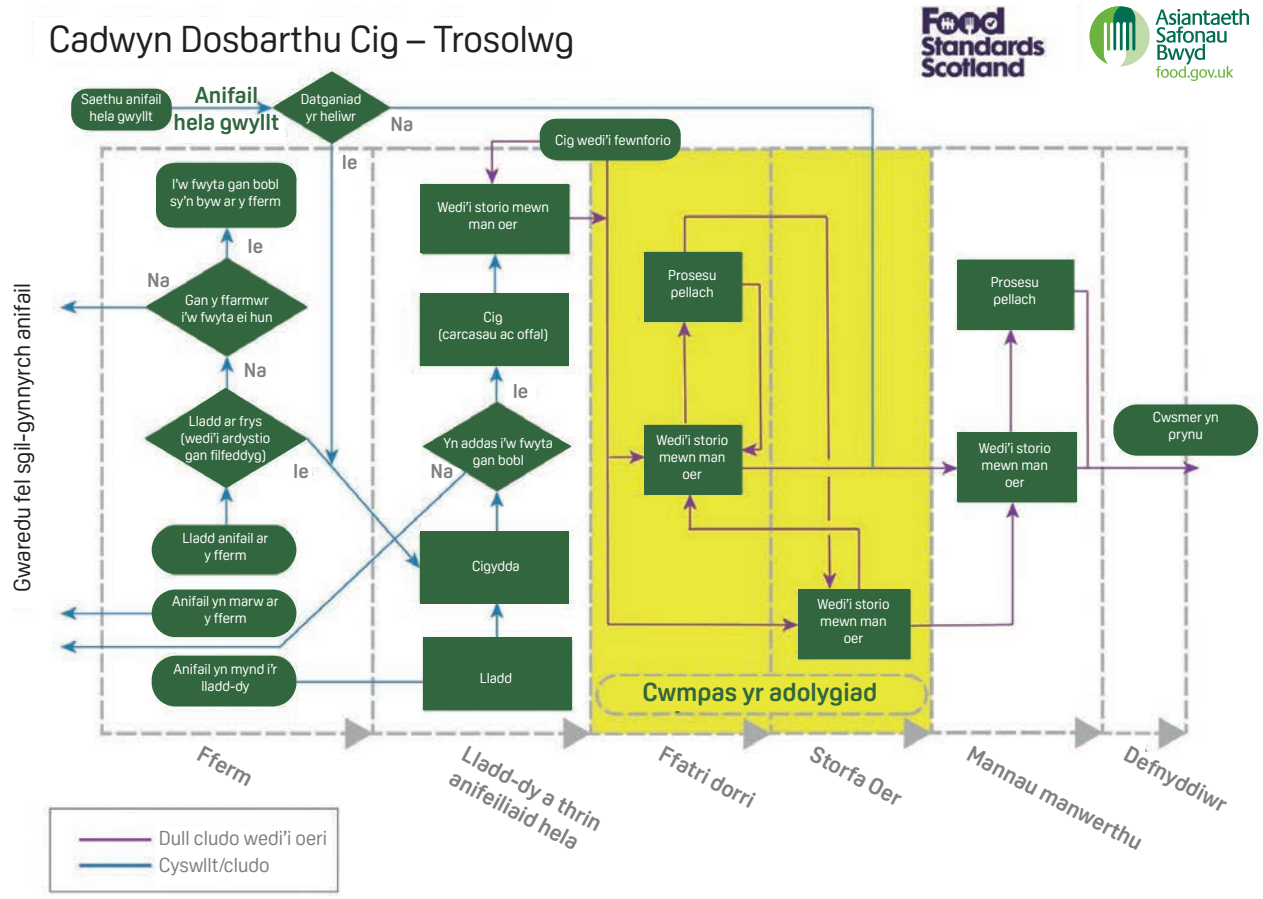 Cadwyn Dosbarthu Cig – Trosolwg
Food
Standards
Scotland
Asiantaeth
Safonau
Bwyd
food.gov.uk
Saethu anifail
hela gwyllt
Anifail
hela gwyllt
Datganiad
yr heliwr
Na
Ie
Cig wedi'i fewnforio
I'w fwyta gan bobl
sy'n byw ar y fferm
Ie
Na
Gan y ffarmwr
i'w fwyta ei hun
Na
Lladd ar frys
(wedi'i ardystio
gan filfeddyg)
Ie
Lladd anifail ar
y fferm
Anifail yn marw ar
y fferm
Anifail yn mynd i'r
lladd-dy
Gwaredu fel sgil-gynnyrch anifail
Wedi'i storio mewn
man oer
Cig
(carcasau ac offal)
Ie
Yn addas i'w fwyta
gan bobl
Na
Cigydda
Lladd
Prosesu
pellach
Wedi'i storio
mewn man
oer
Wedi'i storio
mewn man
oer
Cwmpas yr adolygiad
Prosesu
pellach
Wedi'i storio
mewn man
oer
Cwsmer yn
prynu
Fferm
Lladd-dy a thrin
anifeiliaid hela
Ffatri dorri
Storfa Oer
Mannau manwerthu
Defnyddiwr
Dull cludo wedi'i oeri
Cyswllt/cludo